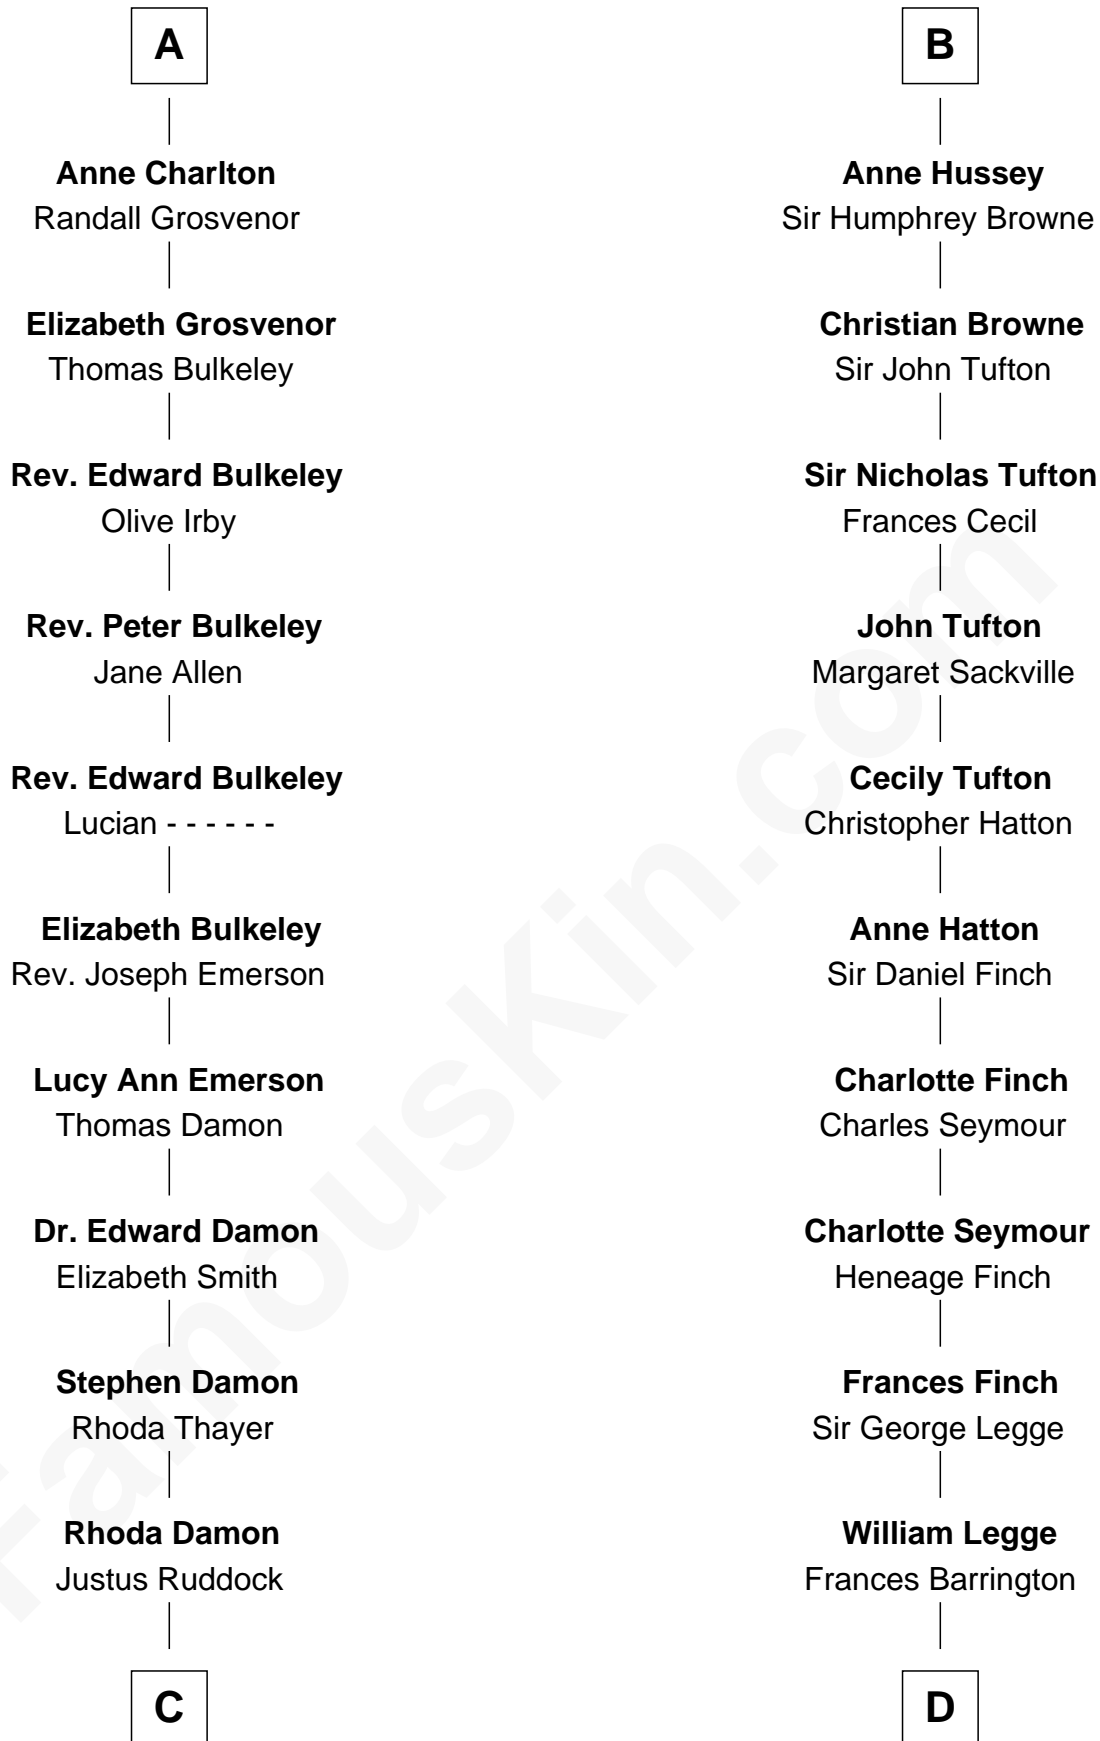 A
Anne Charlton
Randall Grosvenor
Elizabeth Grosvenor
Thomas Bulkeley
Rev. Edward Bulkeley
Olive Irby
Rev. Peter Bulkeley
Jane Allen
Rev. Edward Bulkeley
Lucian - - - - - -
Elizabeth Bulkeley
Rev. Joseph Emerson
Lucy Ann Emerson
Thomas Damon
Dr. Edward Damon
Elizabeth Smith
Stephen Damon
Rhoda Thayer
Rhoda Damon
Justus Ruddock
C
B
Anne Hussey
Sir Humphrey Browne
Christian Browne
Sir John Tufton
Sir Nicholas Tufton
Frances Cecil
John Tufton
Margaret Sackville
Cecily Tufton
Christopher Hatton
Anne Hatton
Sir Daniel Finch
Charlotte Finch
Charles Seymour
Charlotte Seymour
Heneage Finch
Frances Finch
Sir George Legge
William Legge
Frances Barrington
D
FamousKin.com